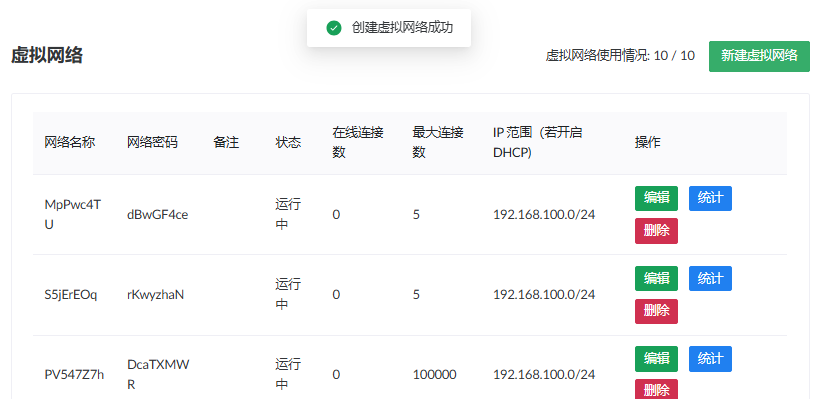 创建虚拟网络成功
虚拟网络
虚拟网络使用情况: 10 / 10
新建虚拟网络
网络名称 网络密码 备注 状态 在线连接数 最大连接数 IP 范围（若开启 DHCP) 操作
MpPwc4TU dBwGF4ce 运行中 0 5 192.168.100.0/24 编辑 统计 删除
S5jErEOq rKwyzhaN 运行中 0 5 192.168.100.0/24 编辑 统计 删除
PV547Z7h DcaTXMWR 运行中 0 100000 192.168.100.0/24 编辑 统计 删除